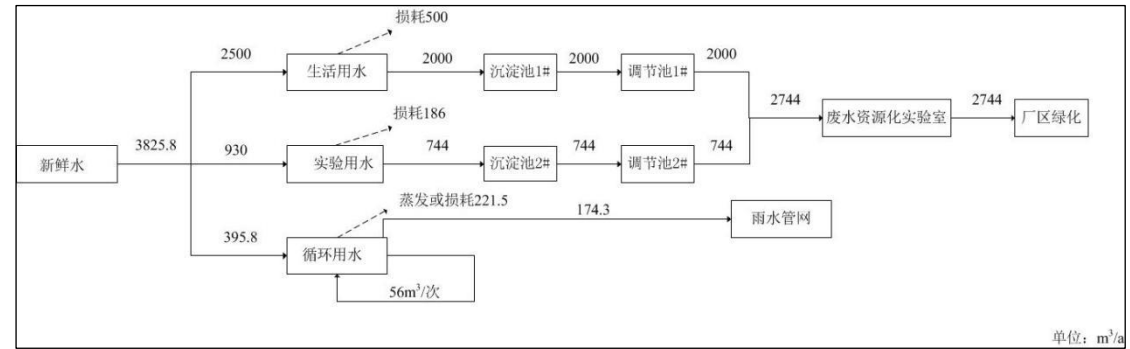 损耗500
2500
生活用水
2000
沉淀池1#
2000
调节池1#
2000
2744
废水资源化实验室
2744
厂区绿化
损耗186
新鲜水
3825.8
930
实验用水
744
沉淀池2#
744
调节池2#
744
蒸发或损耗221.5
174.3
雨水管网
395.8
循环用水
56m³/次
单位：m³/a